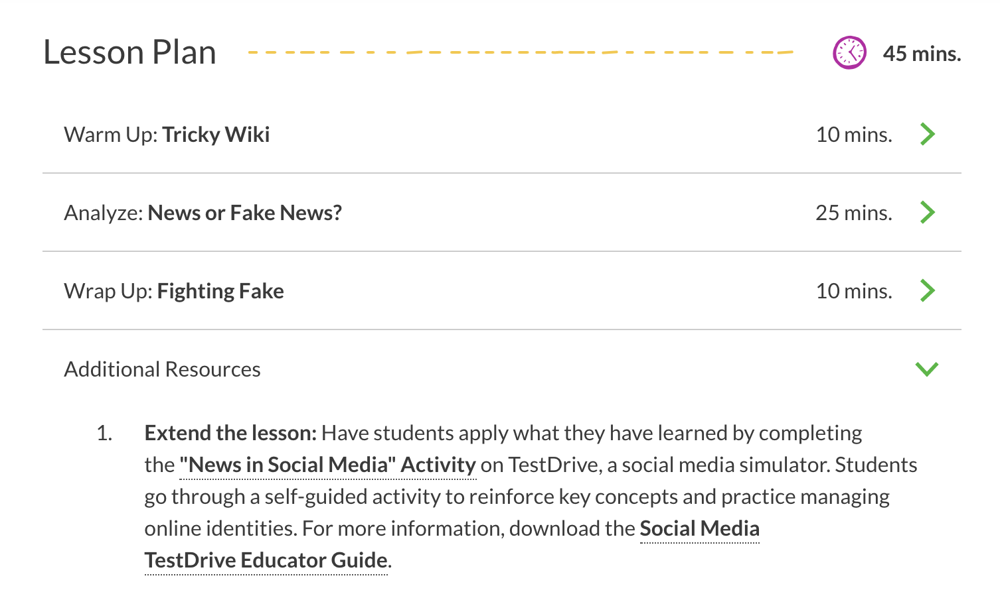 Lesson Plan 45 mins.
Warm Up: Tricky Wiki 10 mins.
Analyze: News or Fake News? 25 mins.
Wrap Up: Fighting Fake 10 mins.
Additional Resources
1. Extend the lesson: Have students apply what they have learned by completing
the "News in Social Media" Activity on TestDrive, a social media simulator. Students
go through a self-guided activity to reinforce key concepts and practice managing
online identities. For more information, download the Social Media
TestDrive Educator Guide.